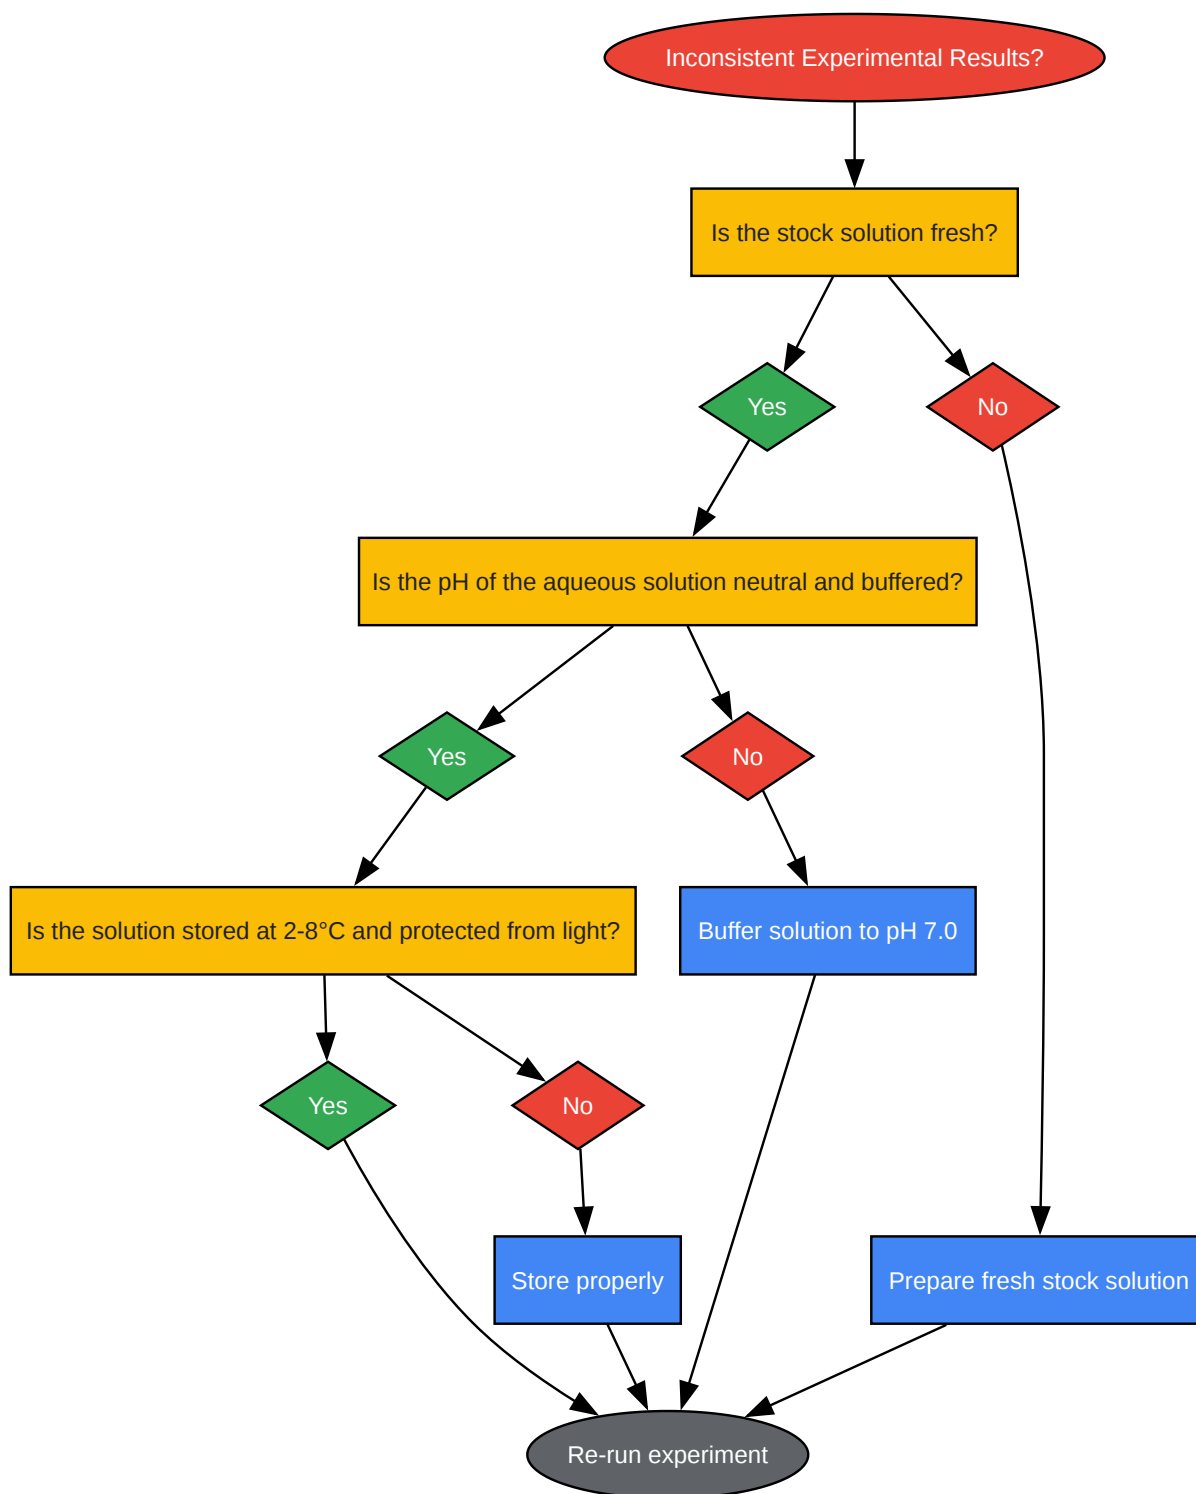 Inconsistent Experimental Results?
Is the stock solution fresh?
Yes
No
Is the pH of the aqueous solution neutral and buffered?
Yes
No
Is the solution stored at 2-8°C and protected from light?
Buffer solution to pH 7.0
Yes
No
Store properly
Prepare fresh stock solution
Re-run experiment